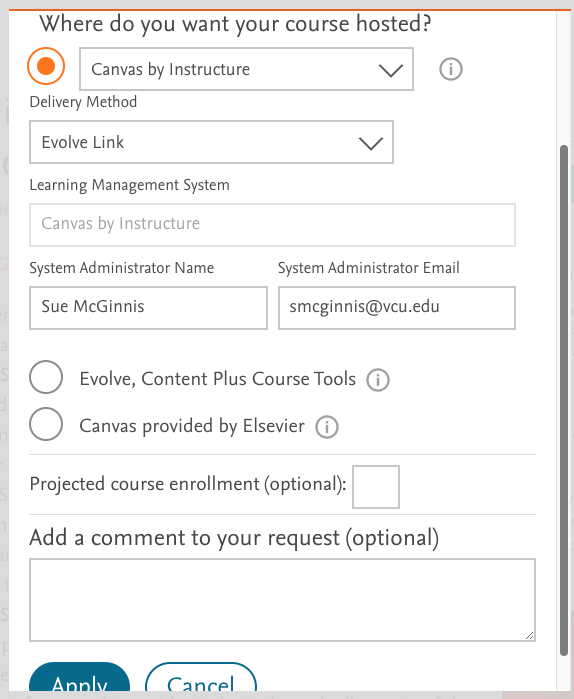 Where do you want your course hosted?
Canvas by Instructure
Delivery Method
Evolve Link
Learning Management System
Canvas by Instructure
System Administrator Name System Administrator Email
Sue McGinnis smcginnis@vcu.edu
Evolve, Content Plus Course Tools
Canvas provided by Elsevier
Projected course enrollment (optional):
Add a comment to your request (optional)
Apply Cancel